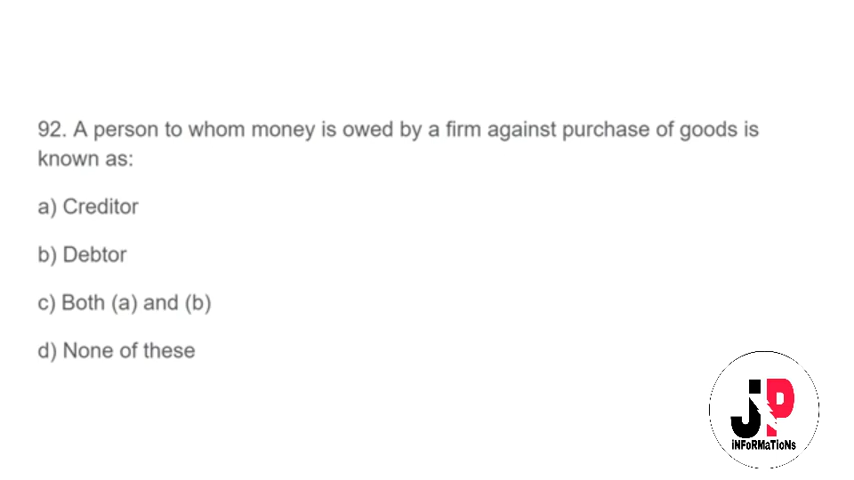 92. A person to whom money is owed by a firm against purchase of goods is
known as:
a) Creditor
b) Debtor
c) Both (a) and (b)
d) None of these
JP
iNFoRMaTioNs